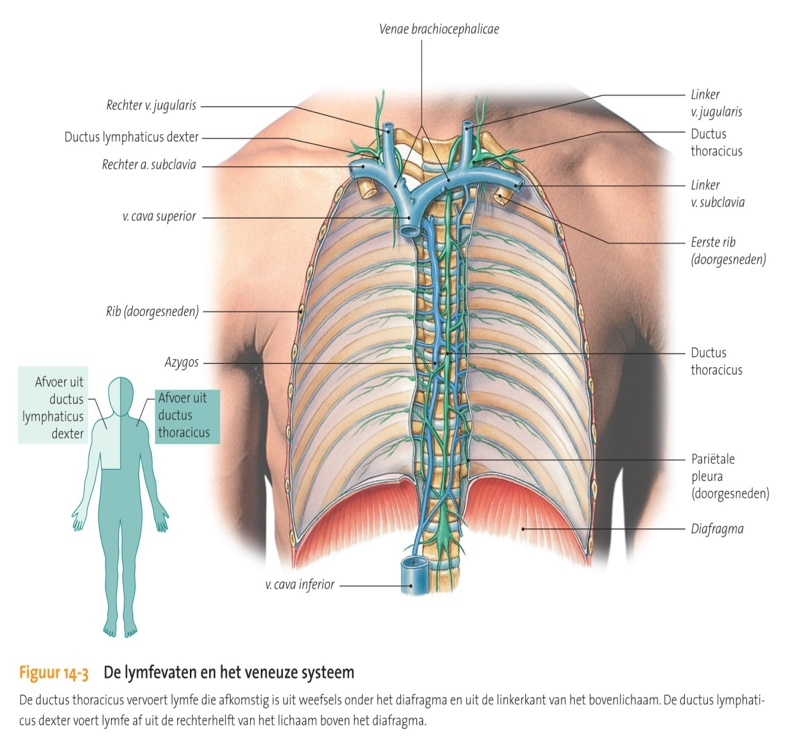 Venae brachiocephalicae
Rechter v. jugularis
Ductus lymphaticus dexter
Rechter a. subclavia
v. cava superior
Rib (doorgesneden)
Azygos
v. cava inferior
Linker
v. jugularis
Ductus
thoracicus
Linker
v. subclavia
Eerste rib
(doorgesneden)
Ductus
thoracicus
Pariëtale
pleura
(doorgesneden)
Diafragma
Afvoer uit
ductus
lymphaticus
dexter
Afvoer uit
ductus
thoracicus
Figuur 14-3 De lymfevaten en het veneuze systeem
De ductus thoracicus vervoert lymfe die afkomstig is uit weefsels onder het diafragma en uit de linkerkant van het bovenlichaam. De ductus lymphati-
cus dexter voert lymfe af uit de rechterhelft van het lichaam boven het diafragma.